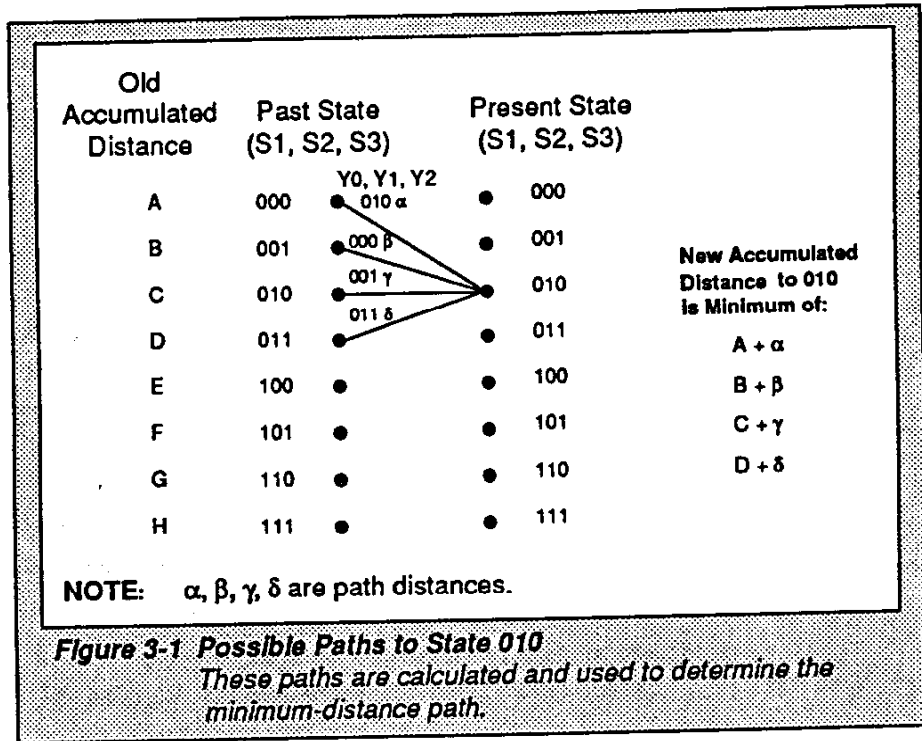 Old
Accumulated
Distance
Past State
(S1, S2, S3)
Present State
(S1, S2, S3)
Y0, Y1, Y2
A 000 010 α 000
B 001 000 β 001
C 010 001 γ 010
D 011 011 δ 011
E 100 100
F 101 101
G 110 110
H 111 111
New Accumulated
Distance to 010
is Minimum of:
A + α
B + β
C + γ
D + δ
NOTE: α, β, γ, δ are path distances.
Figure 3-1 Possible Paths to State 010
These paths are calculated and used to determine the
minimum-distance path.